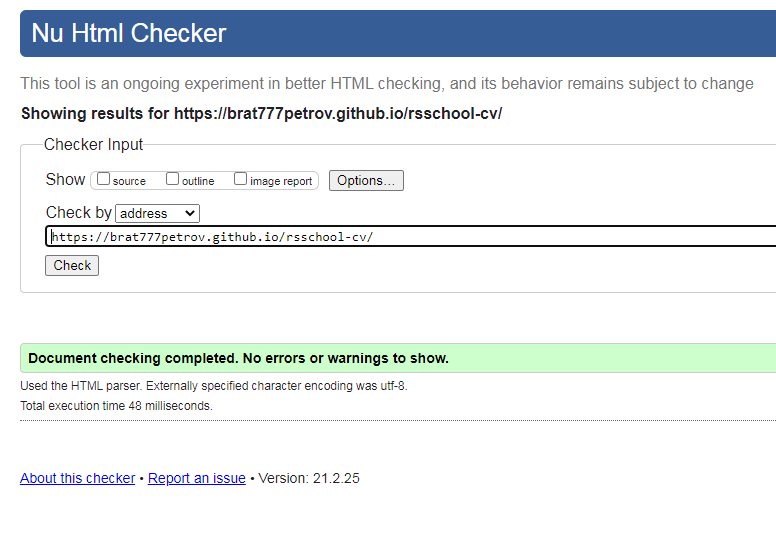 Nu Html Checker
This tool is an ongoing experiment in better HTML checking, and its behavior remains subject to change
Showing results for https://brat777petrov.github.io/rsschool-cv/
Checker Input
Show source outline image report Options...
Check by address
https://brat777petrov.github.io/rsschool-cv/
Check
Document checking completed. No errors or warnings to show.
Used the HTML parser. Externally specified character encoding was utf-8.
Total execution time 48 milliseconds.
About this checker • Report an issue • Version: 21.2.25